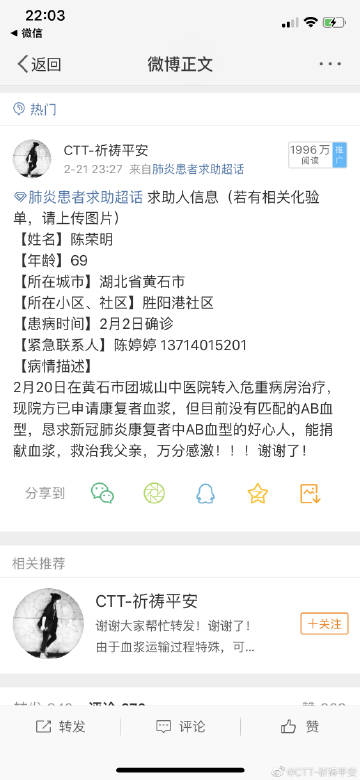 22:03
微信
返回
微博正文
热门
CTT-祈祷平安
1996万
阅读
推广
2-21 23:27 来自肺炎患者求助超话
肺炎患者求助超话 求助人信息（若有相关化验
单，请上传图片）
【姓名】陈荣明
【年龄】69
【所在城市】湖北省黄石市
【所在小区、社区】胜阳港社区
【患病时间】2月2日确诊
【紧急联系人】陈婷婷 13714015201
【病情描述】
2月20日在黄石市团城山中医院转入危重病房治疗，
现院方已申请康复者血浆，但目前没有匹配的AB血
型，恳求新冠肺炎康复者中AB血型的好心人，能捐
献血浆，救治我父亲，万分感激！！！谢谢了！
分享到
相关推荐
CTT-祈祷平安
谢谢大家帮忙转发！谢谢了！
由于血浆运输过程特殊，可...
+关注
转发
评论
赞
@CTT-祈祷平安